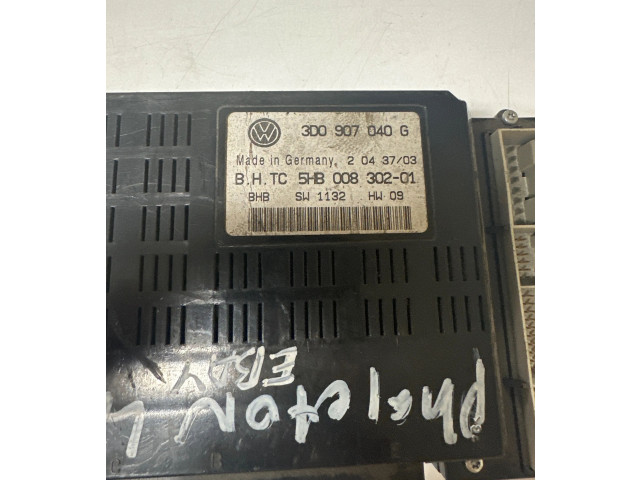 3D0 907 040 G
Made in Germany, 2 04 37/03
B.H.TC 5HB 008 302-01
BHB SW 1132 HW 09
EBAY
phaeton